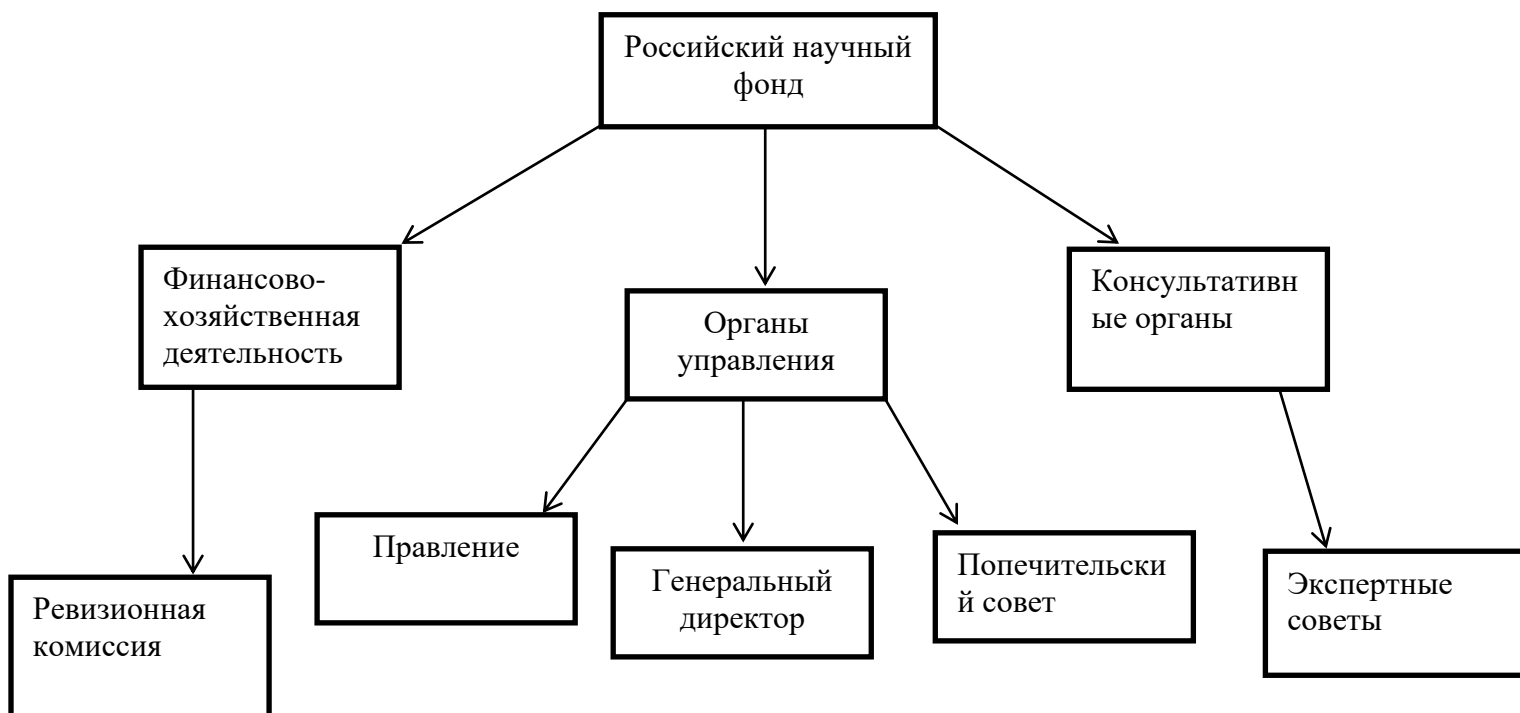 Российский научный
фонд
Финансово-
хозяйственная
деятельность
Органы
управления
Консультативн
ые органы
Правление
Генеральный
директор
Попечительски
й совет
Экспертные
советы
Ревизионная
комиссия